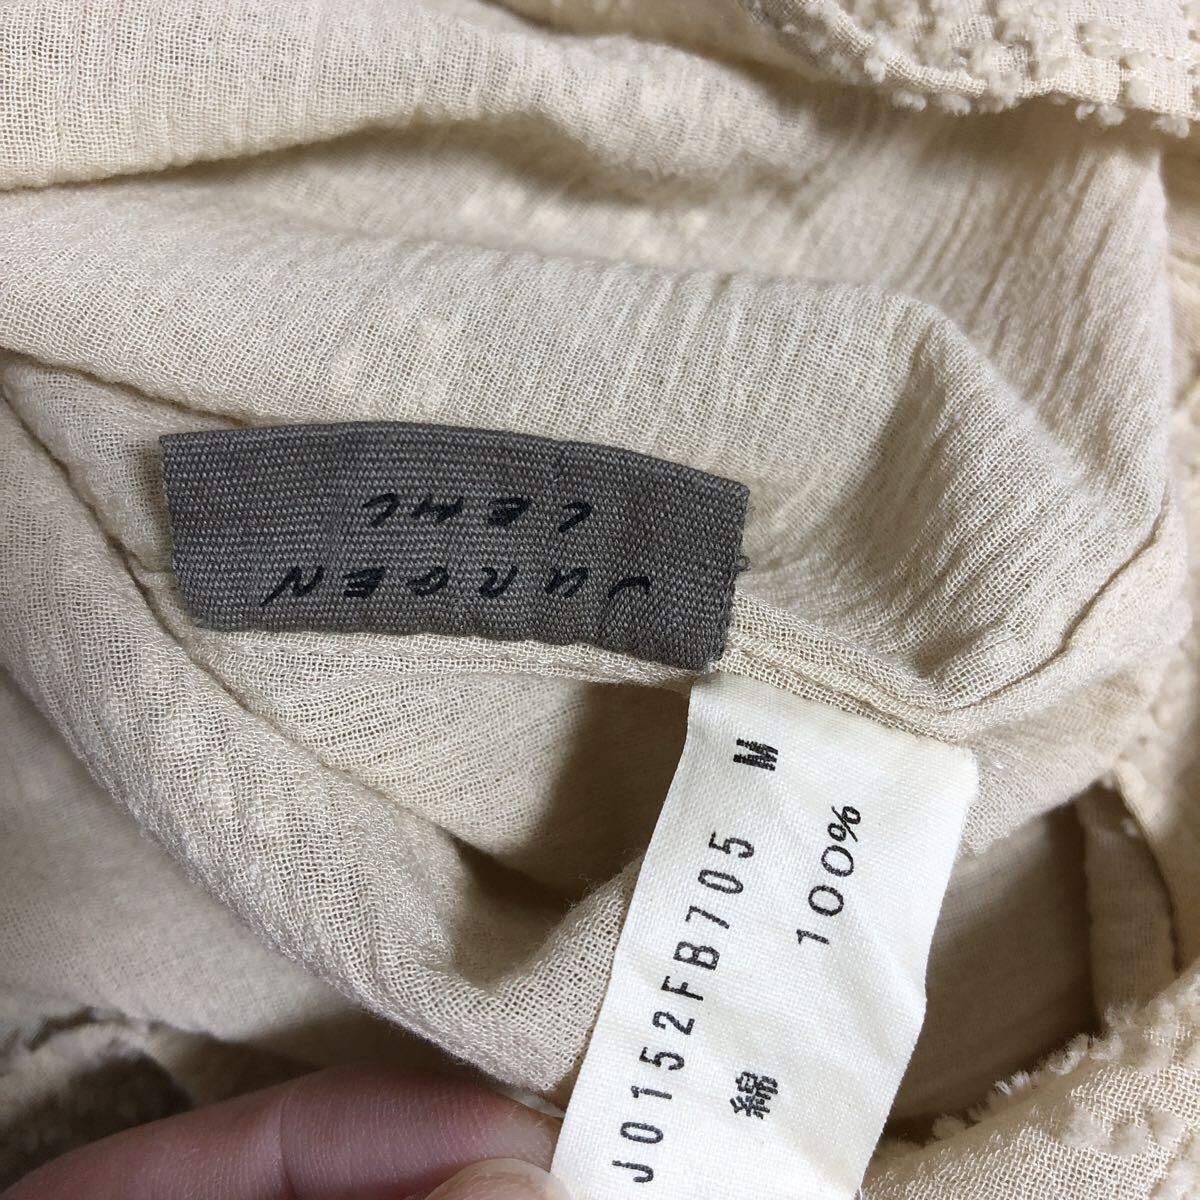 JURGEN
LEHL
J0152FB705 M
綿 100%